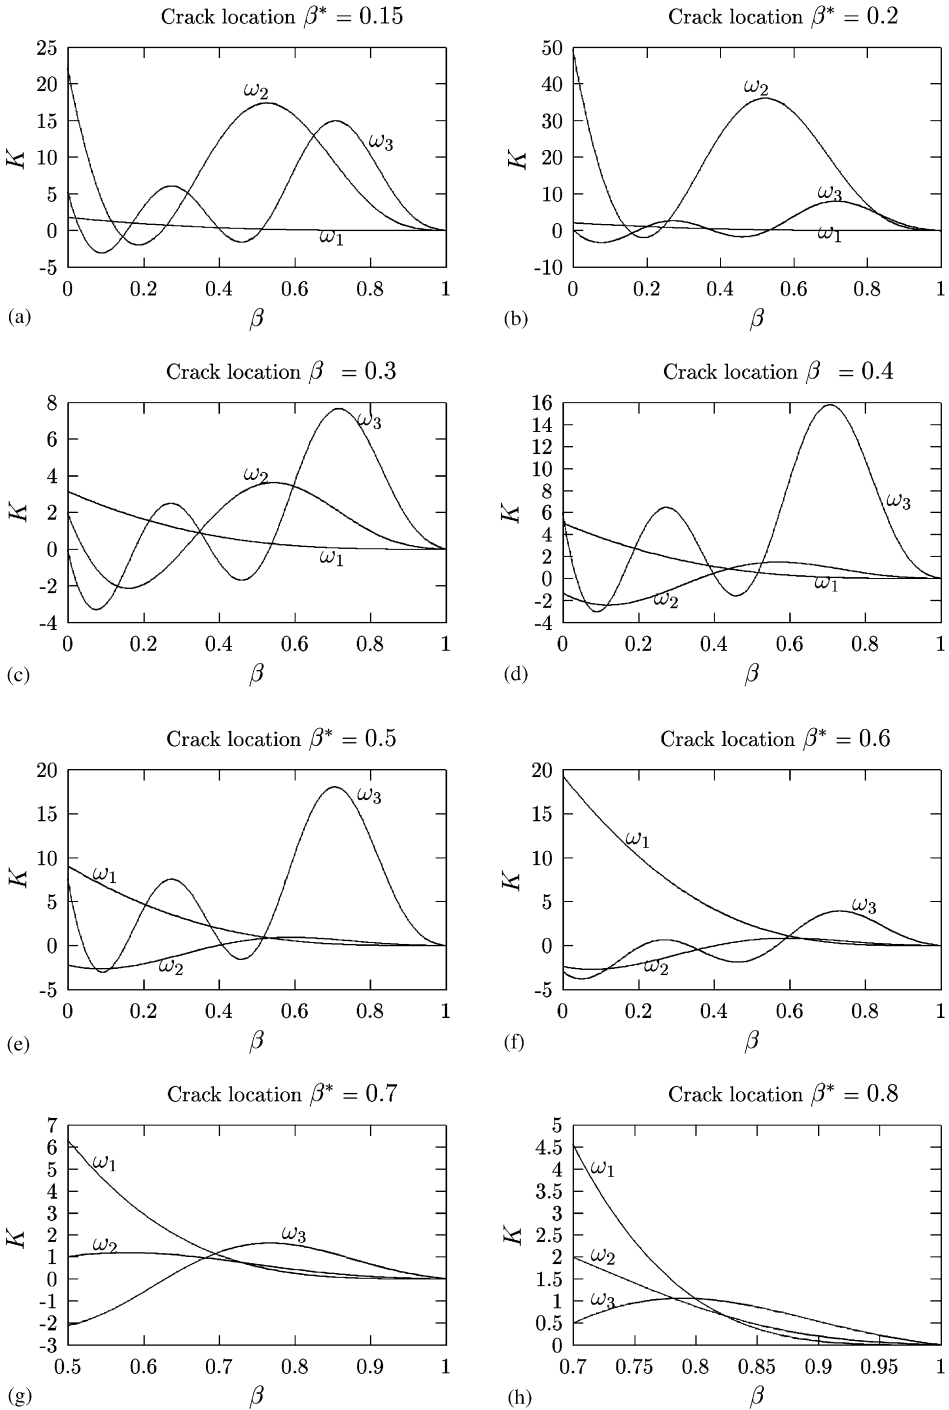 Crack location β* = 0.15
25
20
15
10
5
0
-5
K
ω2
ω3
ω1
0 0.2 0.4 0.6 0.8 1
(a) β
Crack location β* = 0.2
50
40
30
20
10
0
-10
K
ω2
ω3
ω1
0 0.2 0.4 0.6 0.8 1
(b) β
Crack location β = 0.3
8
6
4
2
0
-2
-4
K
ω3
ω2
ω1
0 0.2 0.4 0.6 0.8 1
(c) β
Crack location β = 0.4
16
14
12
10
8
6
4
2
0
-2
-4
K
ω3
ω1
ω2
0 0.2 0.4 0.6 0.8 1
(d) β
Crack location β* = 0.5
20
15
10
5
0
-5
K
ω3
ω1
ω2
0 0.2 0.4 0.6 0.8 1
(e) β
Crack location β* = 0.6
20
15
10
5
0
-5
K
ω1
ω3
ω2
0 0.2 0.4 0.6 0.8 1
(f) β
Crack location β* = 0.7
7
6
5
4
3
2
1
0
-1
-2
-3
K
ω1
ω2
ω3
0.5 0.6 0.7 0.8 0.9 1
(g) β
Crack location β* = 0.8
5
4.5
4
3.5
3
2.5
2
1.5
1
0.5
0
K
ω1
ω2
ω3
0.7 0.75 0.8 0.85 0.9 0.95 1
(h) β